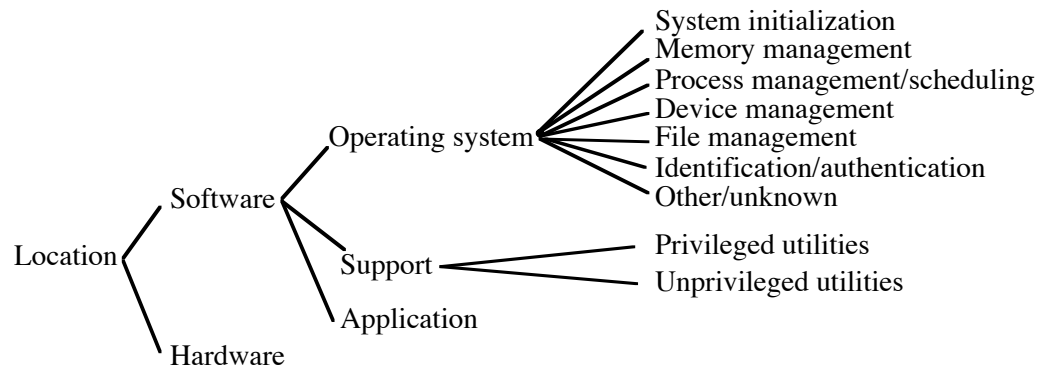 System initialization
Memory management
Process management/scheduling
Device management
Operating system
File management
Identification/authentication
Other/unknown
Software
Privileged utilities
Location
Support
Unprivileged utilities
Application
Hardware